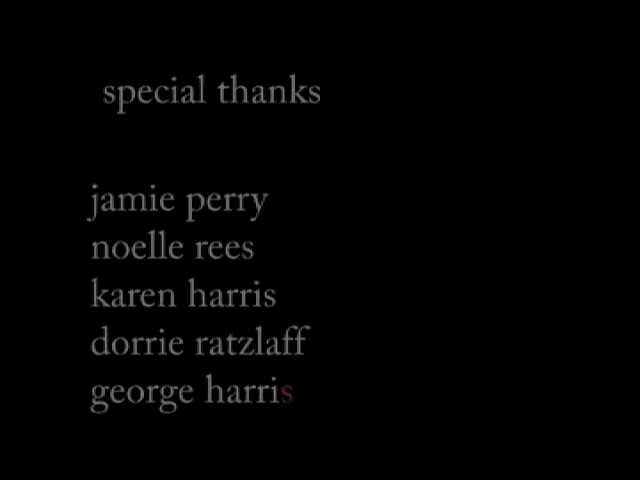 special thanks
jamie perry
noelle rees
karen harris
dorrie ratzlaff
george harris